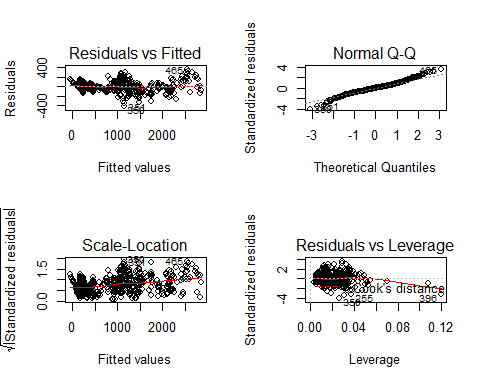 Residuals vs Fitted
Residuals
400
-400
0 1000 2000
Fitted values
465
Normal Q-Q
Standardized residuals
4
0
-4
-3 -1 0 1 2 3
Theoretical Quantiles
Scale-Location
√|Standardized residuals|
1.5
0.0
0 1000 2000
Fitted values
465
Residuals vs Leverage
Standardized residuals
2
-4
0.00 0.04 0.08 0.12
Leverage
Cook's distance
255
396